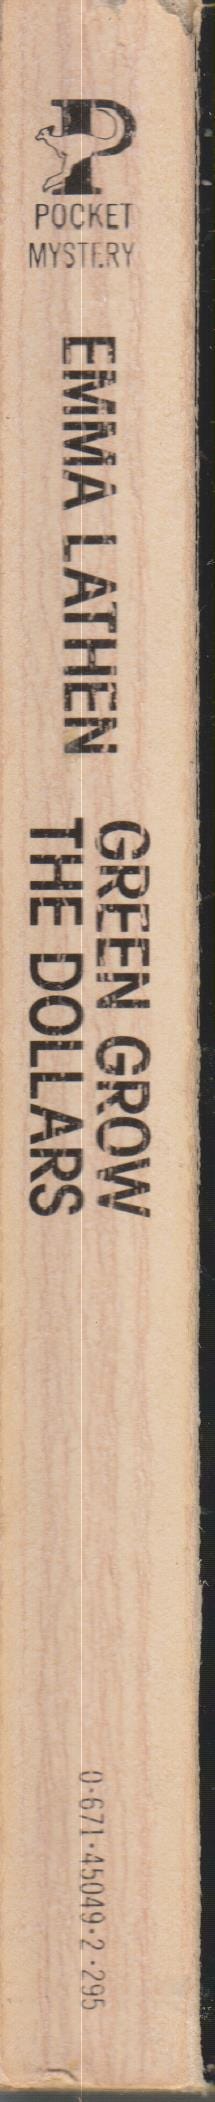 P
POCKET
MYSTERY
EMMA LATHEN
GREEN GROW
THE DOLLARS
0·671·45049·2·295